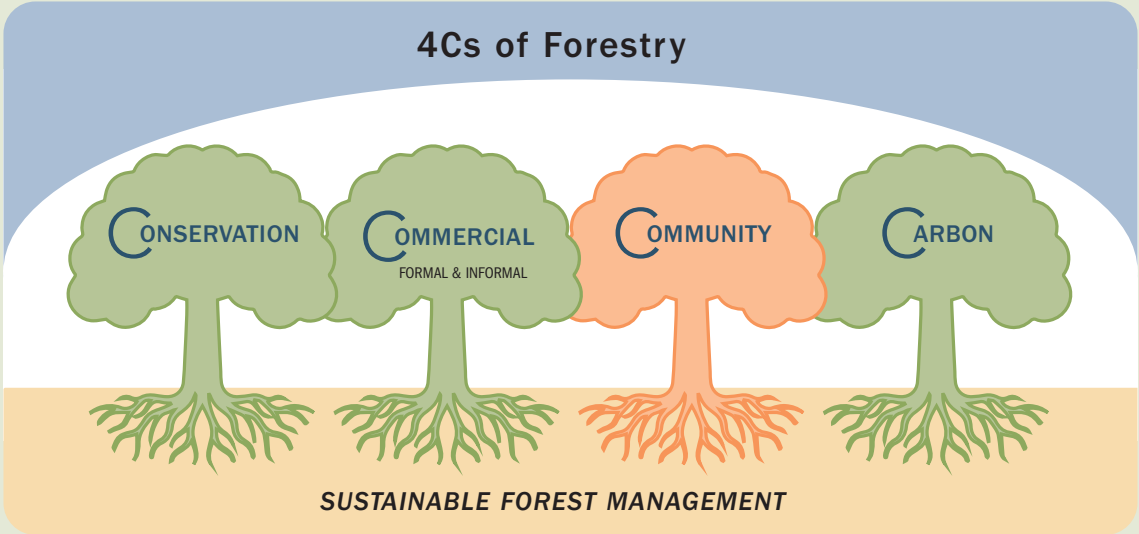 4Cs of Forestry
CONSERVATION
COMMERCIAL
FORMAL & INFORMAL
COMMUNITY
CARBON
SUSTAINABLE FOREST MANAGEMENT